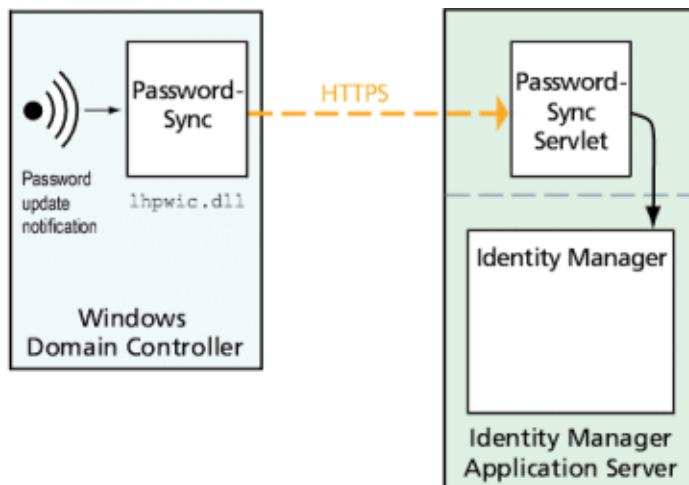 Password
update
notification
Password-
Sync
lhpwic.dll
Windows
Domain Controller
HTTPS
Password-
Sync
Servlet
Identity Manager
Identity Manager
Application Server